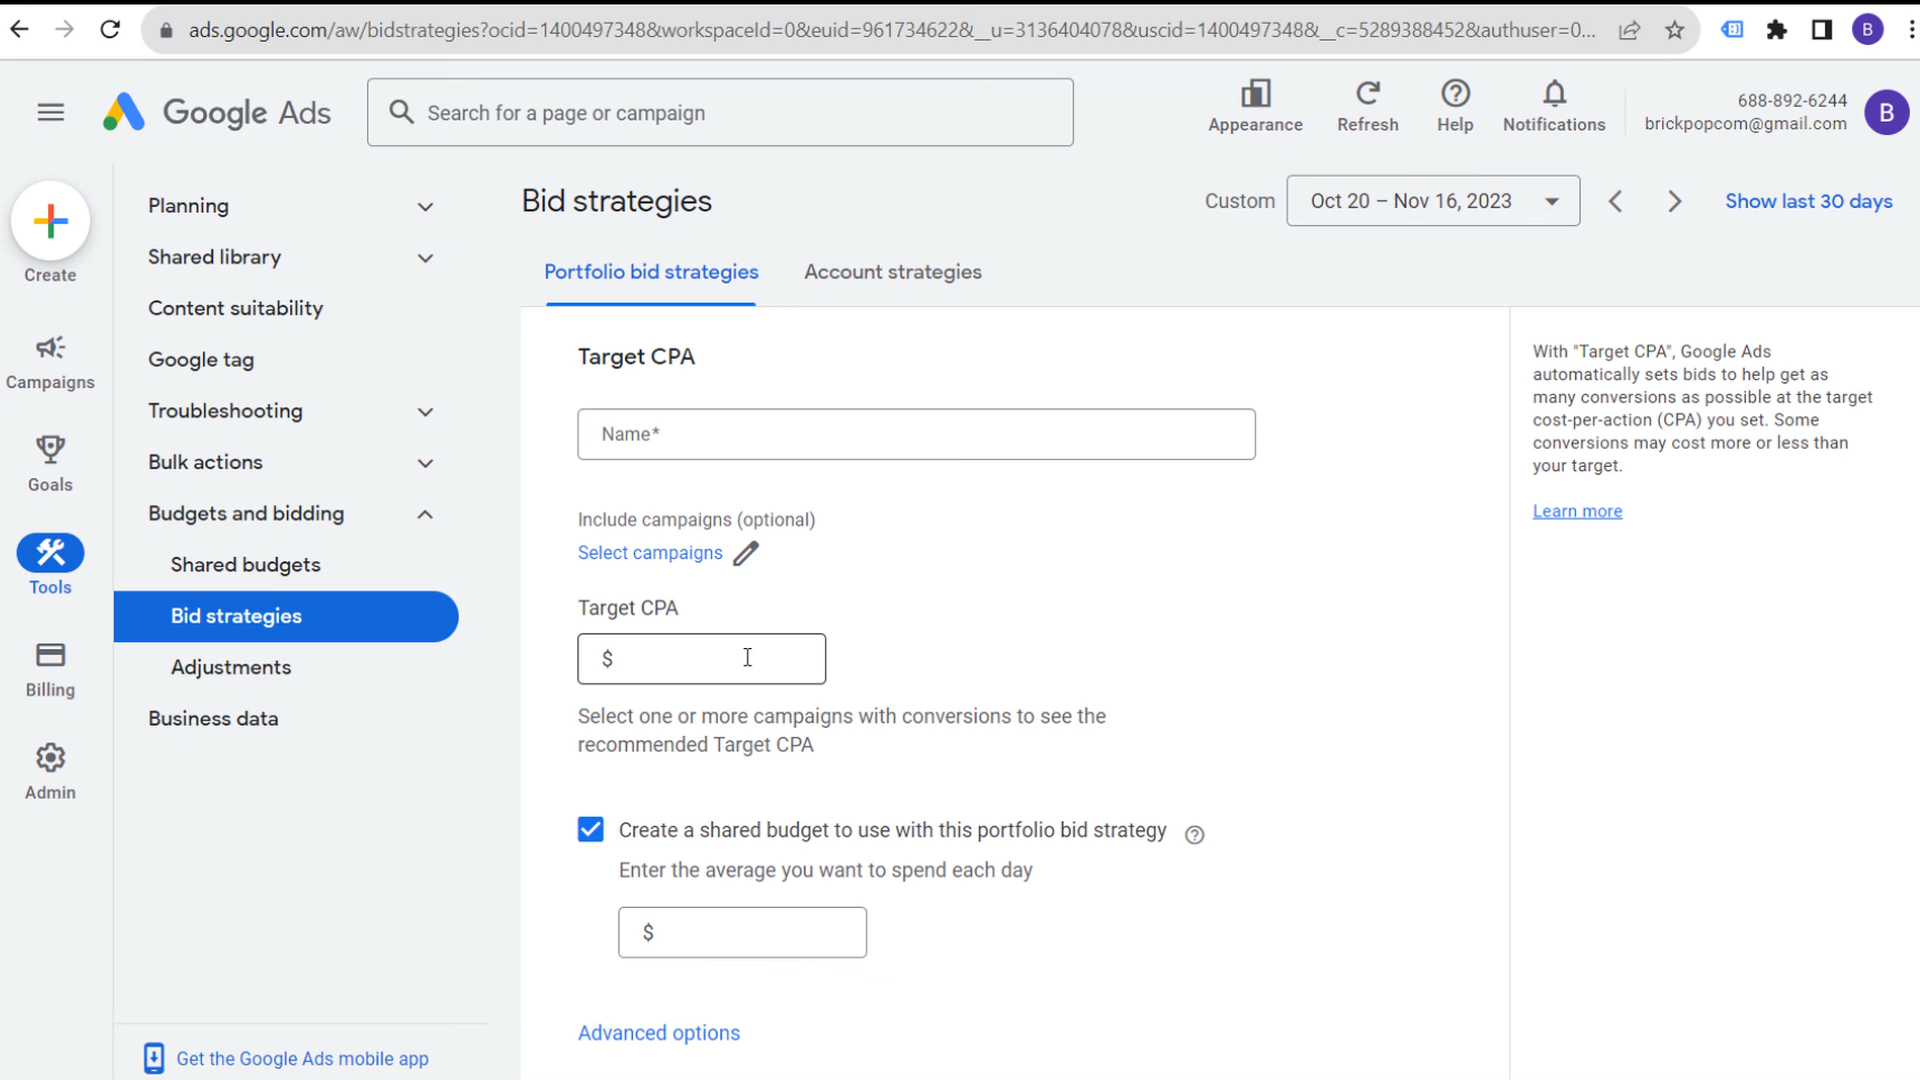 ads.google.com/aw/bidstrategies?ocid=1400497348&workspaceId=0&euid=961734622&__u=3136404078&uscid=1400497348&__c=5289388452&authuser=0...
B
Google Ads
Search for a page or campaign
Appearance
Refresh
Help
Notifications
688-892-6244
brickpopcom@gmail.com
B
Create
Campaigns
Goals
Tools
Billing
Admin
Planning
Shared library
Content suitability
Google tag
Troubleshooting
Bulk actions
Budgets and bidding
Shared budgets
Bid strategies
Adjustments
Business data
Get the Google Ads mobile app
Bid strategies
Custom
Oct 20 – Nov 16, 2023
Show last 30 days
Portfolio bid strategies
Account strategies
Target CPA
Name*
Include campaigns (optional)
Select campaigns
Target CPA
$
Select one or more campaigns with conversions to see the
recommended Target CPA
Create a shared budget to use with this portfolio bid strategy
Enter the average you want to spend each day
$
Advanced options
With "Target CPA", Google Ads
automatically sets bids to help get as
many conversions as possible at the target
cost-per-action (CPA) you set. Some
conversions may cost more or less than
your target.
Learn more